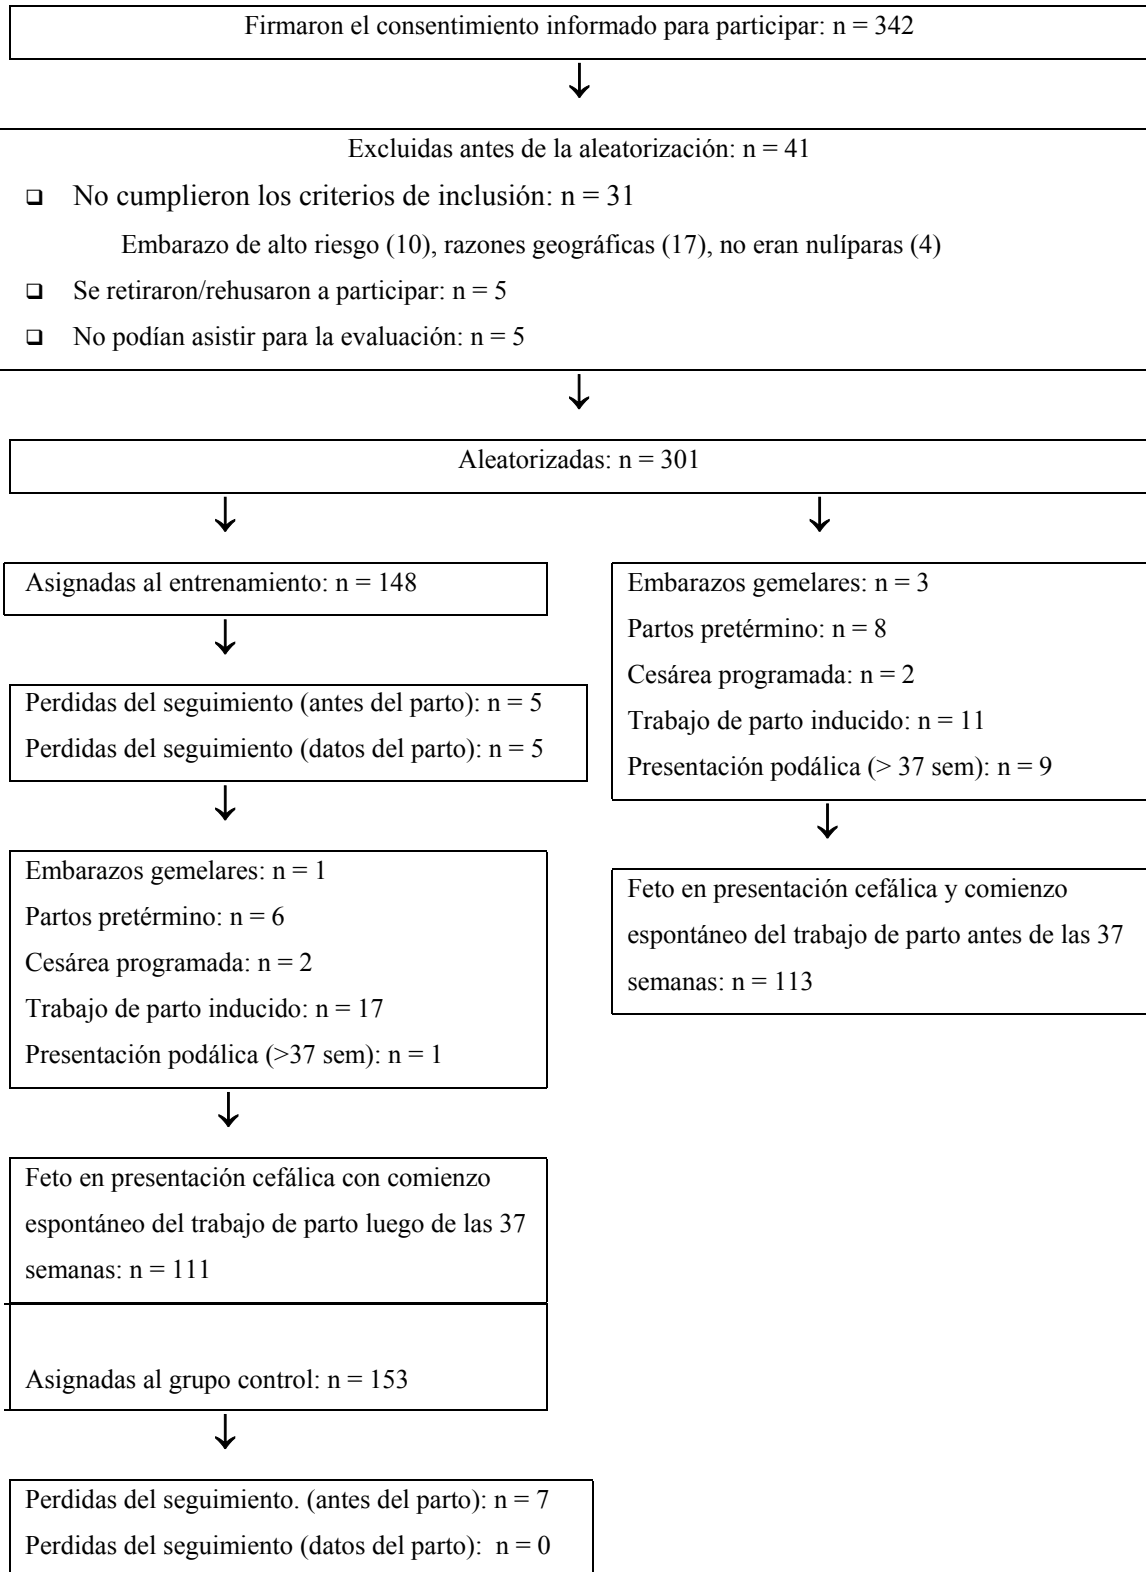 Firmaron el consentimiento informado para participar: n = 342
Excluidas antes de la aleatorización: n = 41
No cumplieron los criterios de inclusión: n = 31
Embarazo de alto riesgo (10), razones geográficas (17), no eran nulíparas (4)
Se retiraron/rehusaron a participar: n = 5
No podían asistir para la evaluación: n = 5
Aleatorizadas: n = 301
Asignadas al entrenamiento: n = 148
Perdidas del seguimiento (antes del parto): n = 5
Perdidas del seguimiento (datos del parto): n = 5
Embarazos gemelares: n = 1
Partos pretérmino: n = 6
Cesárea programada: n = 2
Trabajo de parto inducido: n = 17
Presentación podálica (>37 sem): n = 1
Feto en presentación cefálica con comienzo
espontáneo del trabajo de parto luego de las 37
semanas: n = 111
Asignadas al grupo control: n = 153
Perdidas del seguimiento. (antes del parto): n = 7
Perdidas del seguimiento (datos del parto): n = 0
Embarazos gemelares: n = 3
Partos pretérmino: n = 8
Cesárea programada: n = 2
Trabajo de parto inducido: n = 11
Presentación podálica (> 37 sem): n = 9
Feto en presentación cefálica y comienzo
espontáneo del trabajo de parto antes de las 37
semanas: n = 113